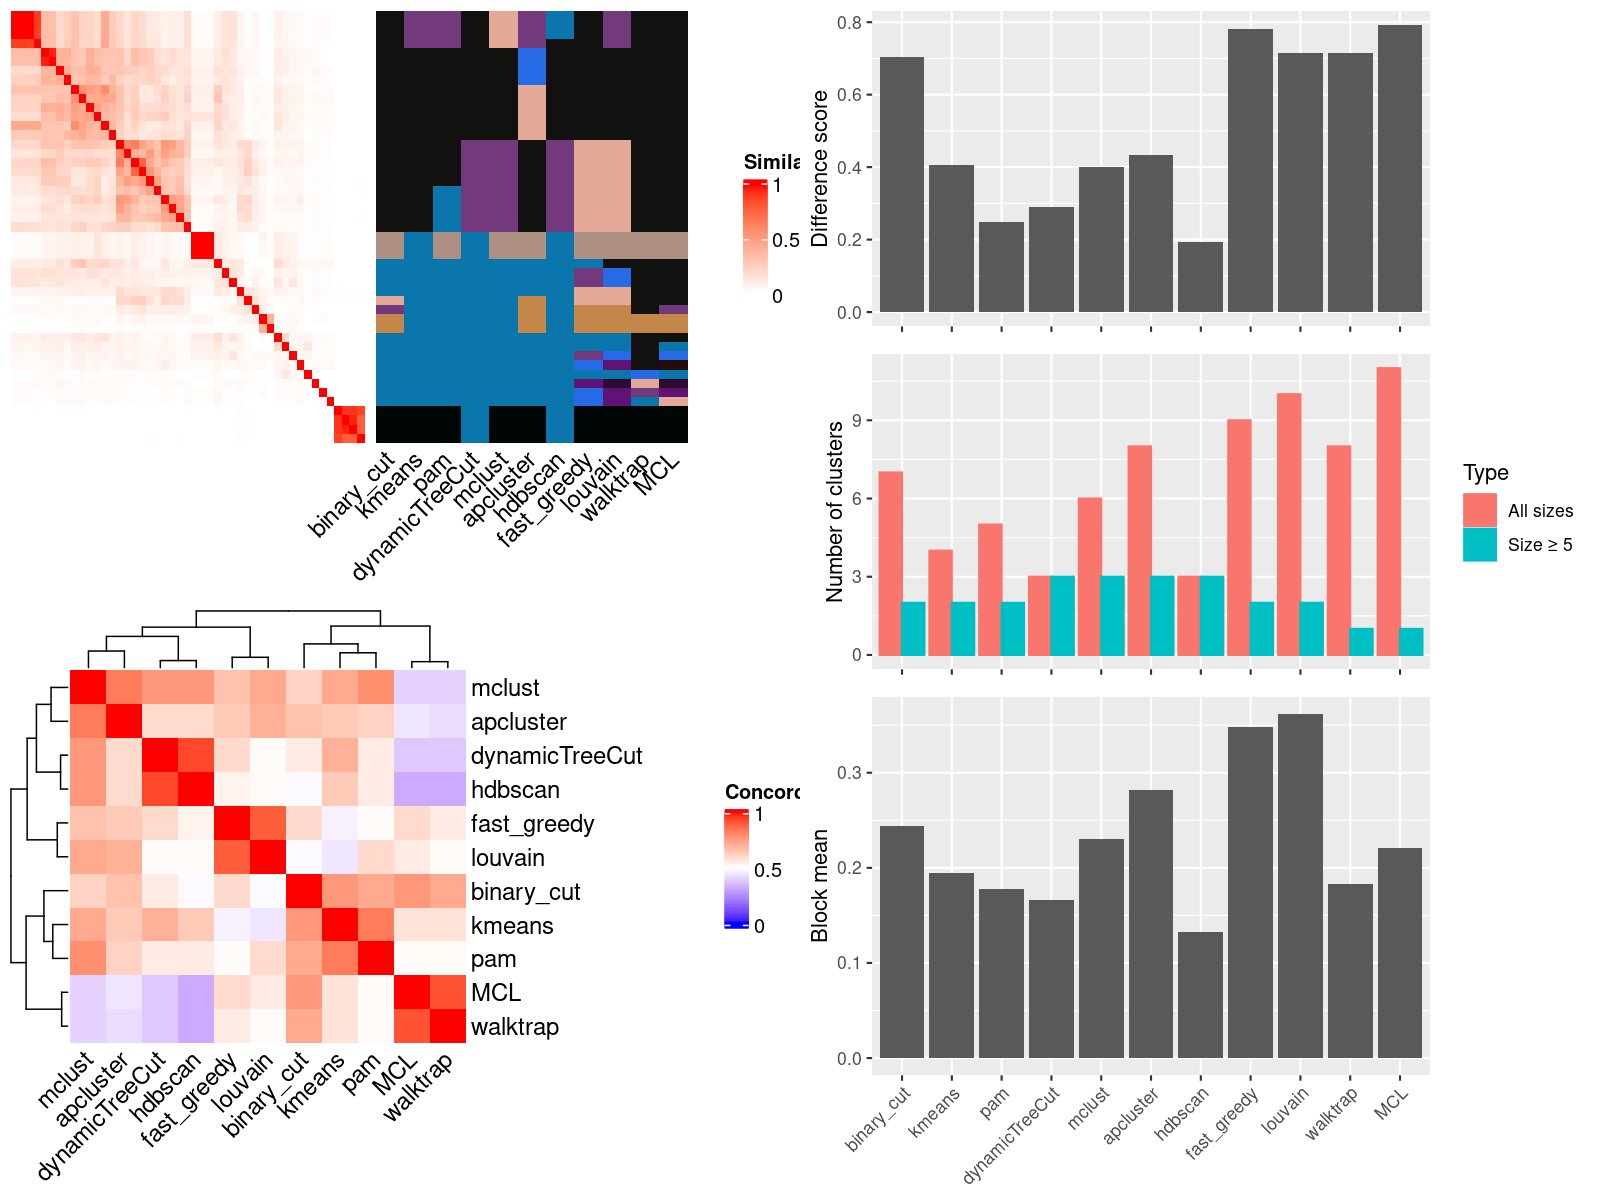 Simila
1
0.5
0
binary_cut
kmeans
pam
dynamicTreeCut
mclust
apcluster
hdbscan
fast_greedy
louvain
walktrap
MCL
mclust
apcluster
dynamicTreeCut
hdbscan
fast_greedy
louvain
binary_cut
kmeans
pam
MCL
walktrap
mclust
apcluster
dynamicTreeCut
hdbscan
fast_greedy
louvain
binary_cut
kmeans
pam
MCL
walktrap
Concord
1
0.5
0
Difference score
0.8
0.6
0.4
0.2
0.0
Number of clusters
9
6
3
0
Type
All sizes
Size ≥ 5
Block mean
0.3
0.2
0.1
0.0
binary_cut
kmeans
pam
dynamicTreeCut
mclust
apcluster
hdbscan
fast_greedy
louvain
walktrap
MCL